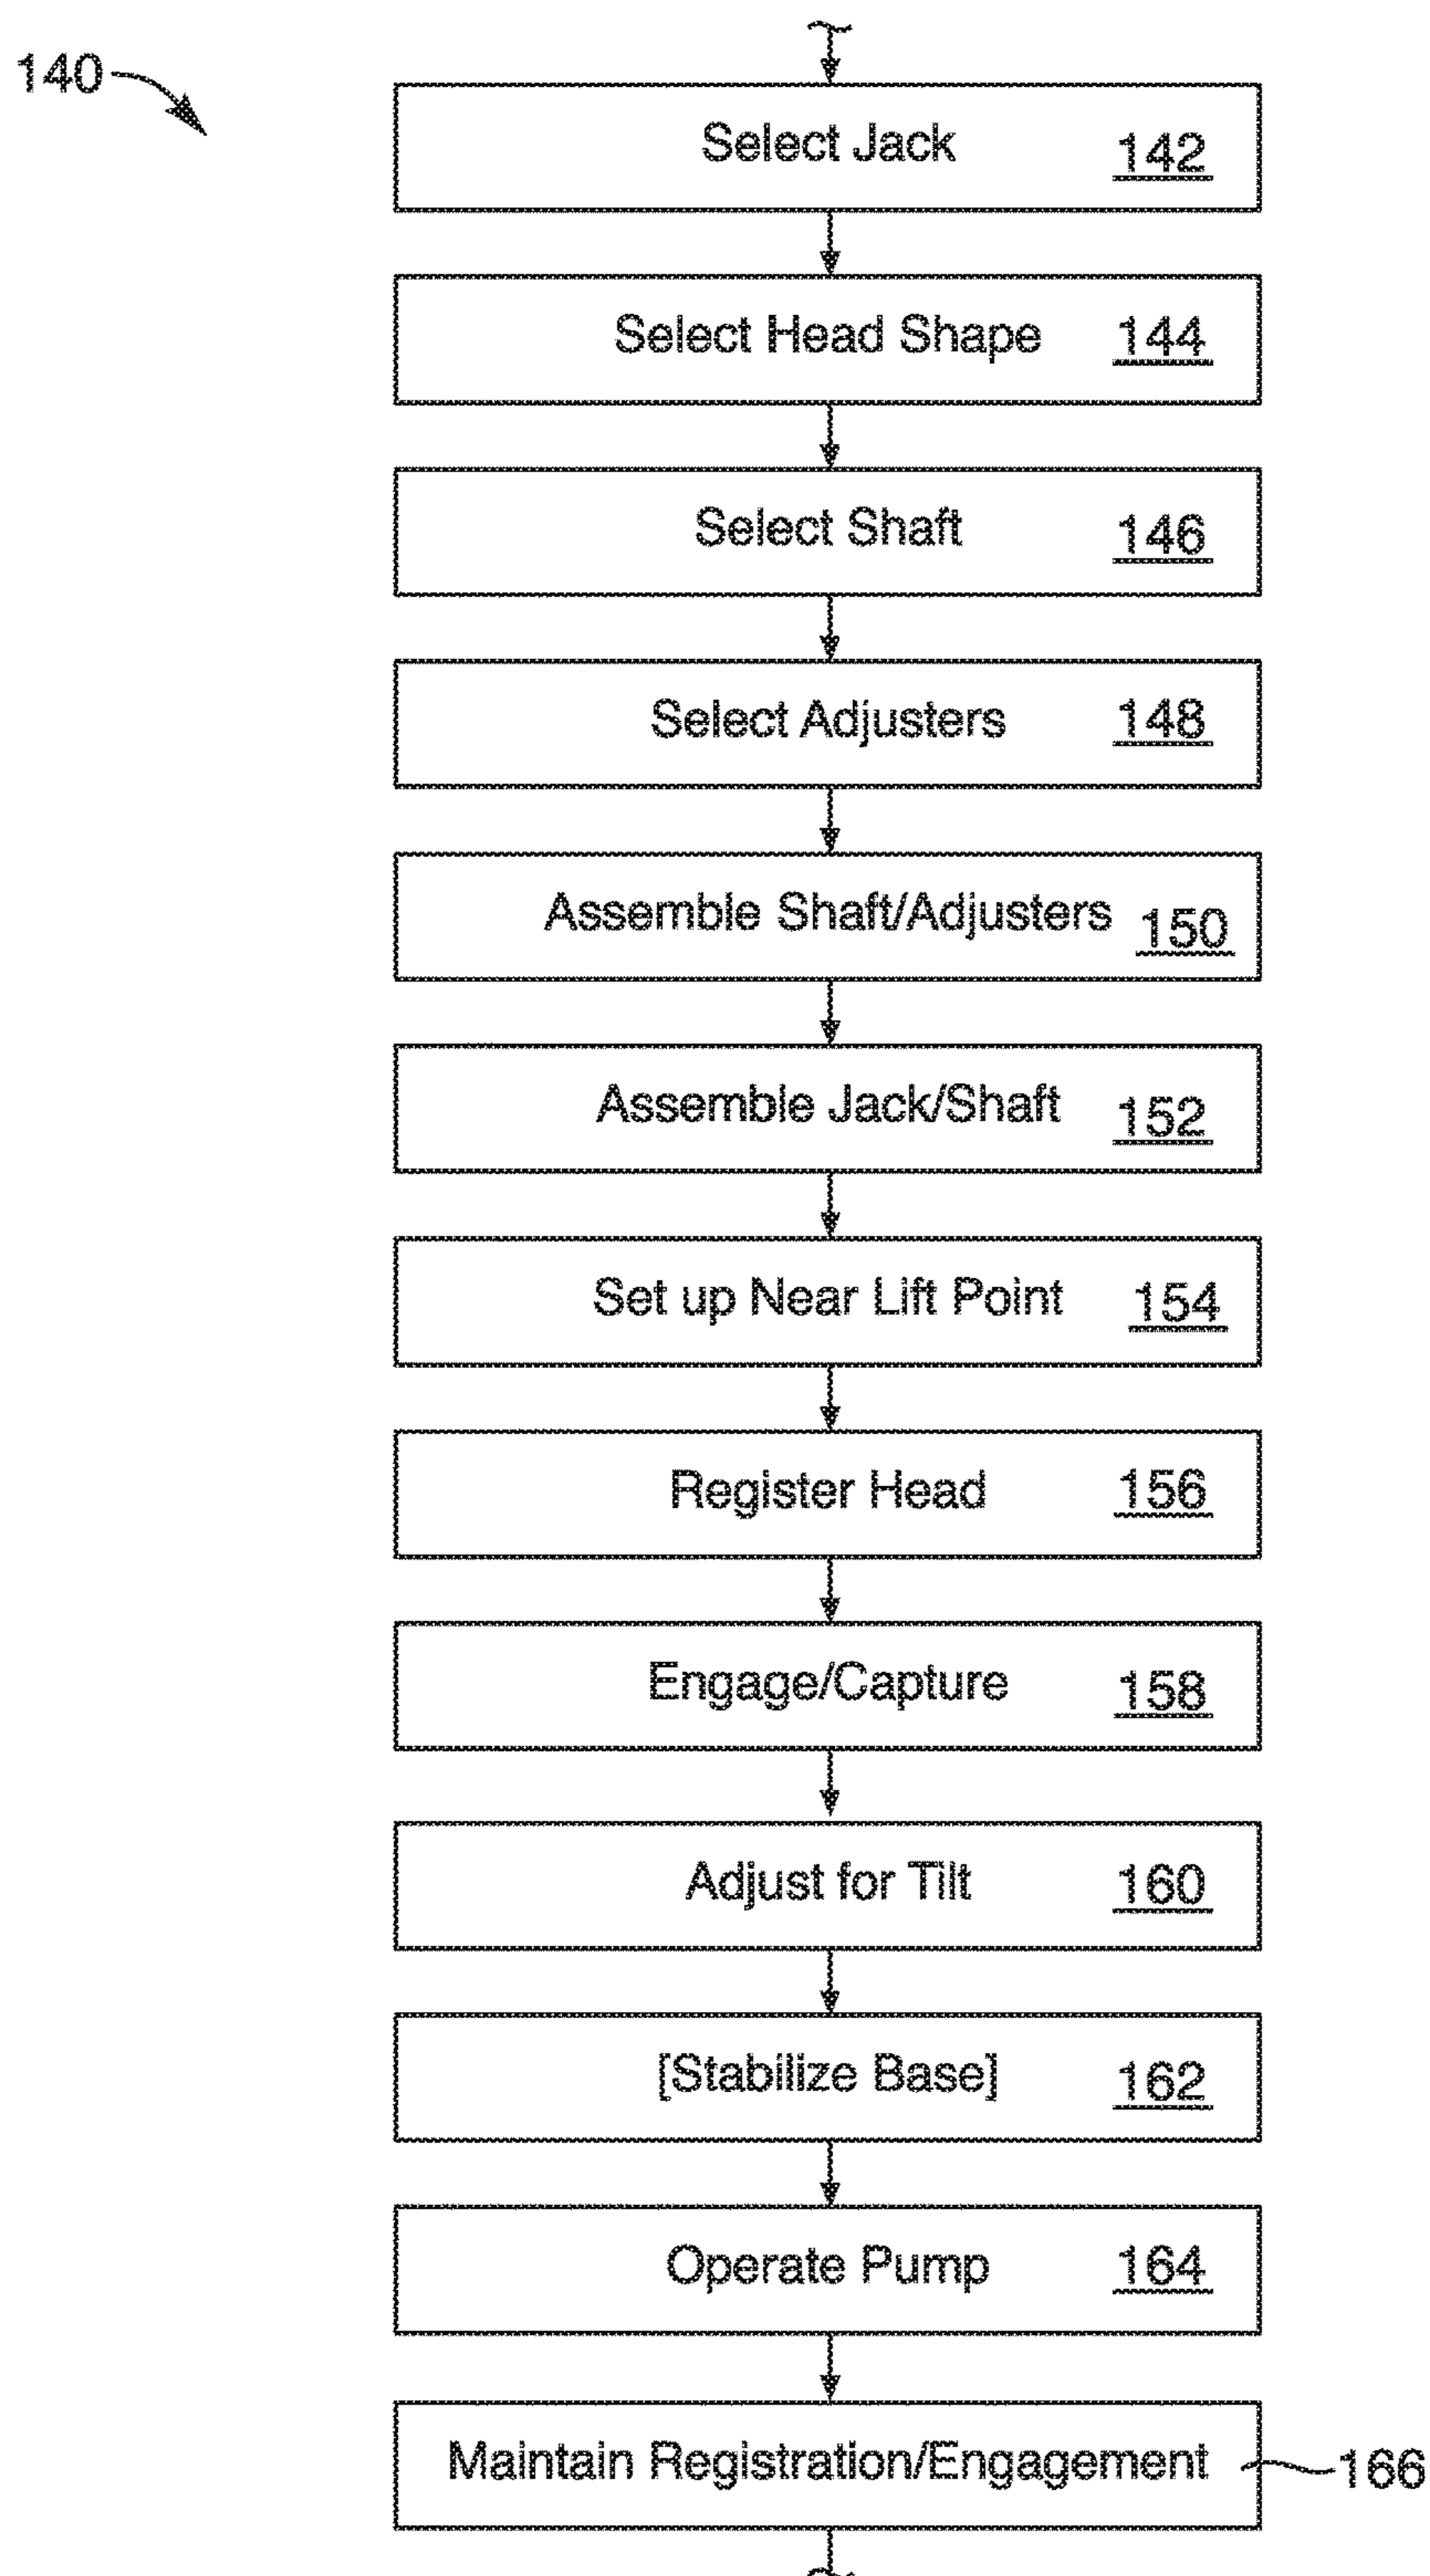 140
Select Jack 142
Select Head Shape 144
Select Shaft 146
Select Adjusters 148
Assemble Shaft/Adjusters 150
Assemble Jack/Shaft 152
Set up Near Lift Point 154
Register Head 156
Engage/Capture 158
Adjust for Tilt 160
[Stabilize Base] 162
Operate Pump 164
Maintain Registration/Engagement 166